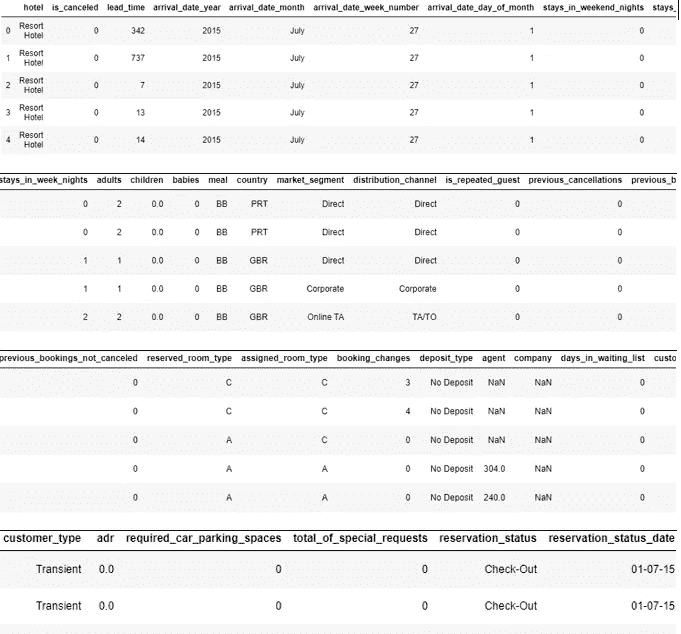 hotel is_canceled lead_time arrival_date_year arrival_date_month arrival_date_week_number arrival_date_day_of_month stays_in_weekend_nights stays_
0 Resort Hotel 0 342 2015 July 27 1 0
1 Resort Hotel 0 737 2015 July 27 1 0
2 Resort Hotel 0 7 2015 July 27 1 0
3 Resort Hotel 0 13 2015 July 27 1 0
4 Resort Hotel 0 14 2015 July 27 1 0
stays_in_week_nights adults children babies meal country market_segment distribution_channel is_repeated_guest previous_cancellations previous_b
0 2 0.0 0 BB PRT Direct Direct 0 0
0 2 0.0 0 BB PRT Direct Direct 0 0
1 1 0.0 0 BB GBR Direct Direct 0 0
1 1 0.0 0 BB GBR Corporate Corporate 0 0
2 2 0.0 0 BB GBR Online TA TA/TO 0 0
previous_bookings_not_canceled reserved_room_type assigned_room_type booking_changes deposit_type agent company days_in_waiting_list custo
0 C C 3 No Deposit NaN NaN 0
0 C C 4 No Deposit NaN NaN 0
0 A C 0 No Deposit NaN NaN 0
0 A A 0 No Deposit 304.0 NaN 0
0 A A 0 No Deposit 240.0 NaN 0
customer_type adr required_car_parking_spaces total_of_special_requests reservation_status reservation_status_date
Transient 0.0 0 0 Check-Out 01-07-15
Transient 0.0 0 0 Check-Out 01-07-15